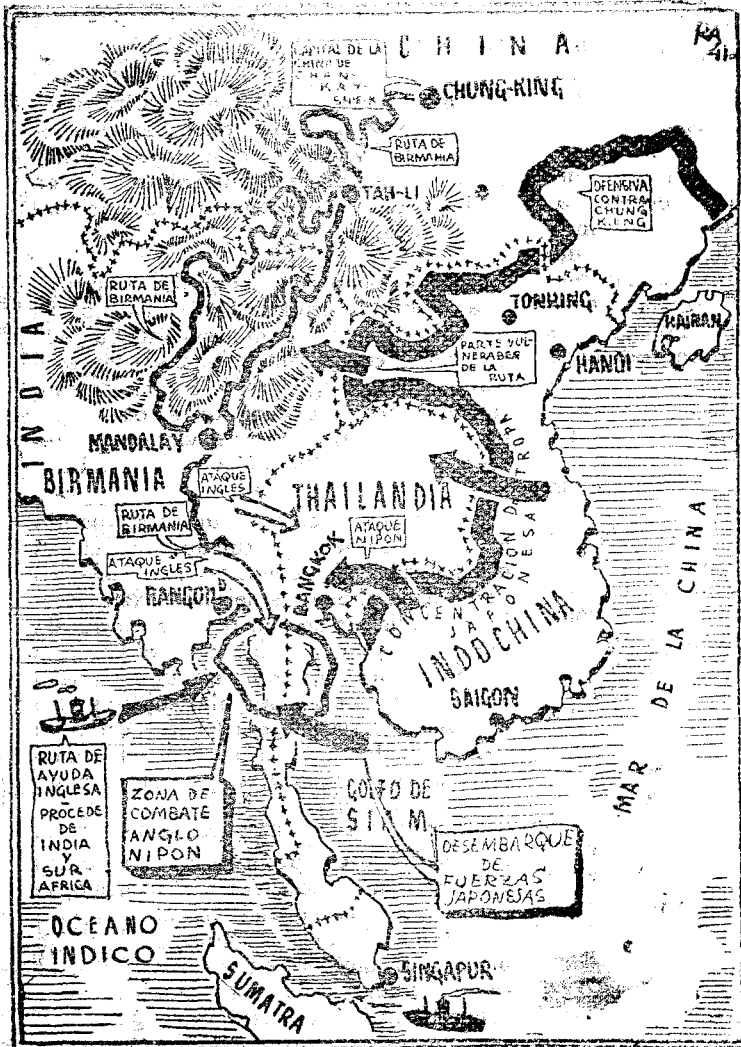 CHINA
CAPITAL DE LA
CHINA DE
CHAN
KAY
SHEK
CHUNG-KING
RUTA DE
BIRMANIA
TAH-LI
OFENSIVA
CONTRA
CHUNG
KING
RUTA DE
BIRMANIA
TONKING
HAINAN
HANOI
PARTE VUL-
NERABER
DE LA
RUTA
INDIA
MANDALAY
BIRMANIA
ATAQUE
INGLES
THAILANDIA
RUTA DE
BIRMANIA
ATAQUE
NIPON
ATAQUE
INGLES
RANGON
BANGKOK
CONCENTRACION DE TROPA
JAPONESA
INDOCHINA
SAIGON
MAR DE LA CHINA
RUTA DE
AYUDA
INGLESA
-
PROCEDE
DE
INDIA
Y
SUR
AFRICA
ZONA DE
COMBATE
ANGLO
NIPON
GOLFO DE
SIAM
DESEMBARQUE
DE
FUERZAS
JAPONESAS
OCEANO
INDICO
SINGAPUR
SUMATRA